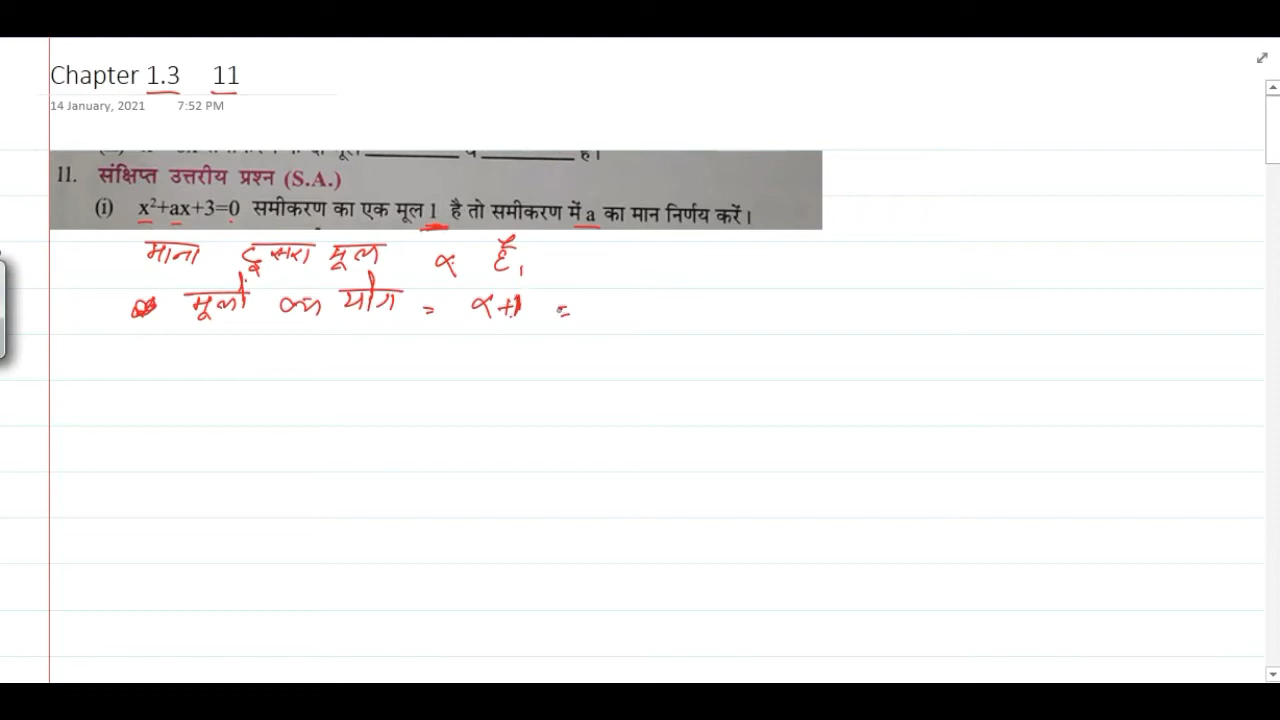 Chapter 1.3 11
14 January, 2021 7:52 PM
11. संक्षिप्त उत्तरीय प्रश्न (S.A.)
(i) x²+ax+3=0 समीकरण का एक मूल 1 है तो समीकरण में a का मान निर्णय करें।
माना दुसरा मूल α है,
मूलों का योग = α+1 =